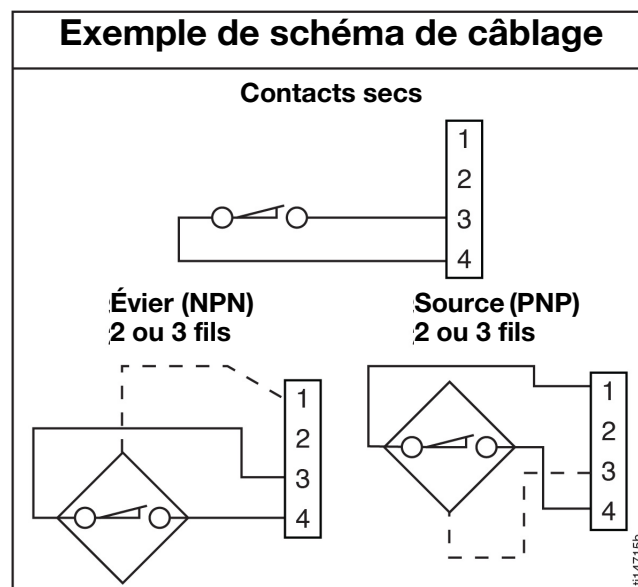 Exemple de schéma de câblage
Contacts secs
1
2
3
4
Évier (NPN)
2 ou 3 fils
1
2
3
4
Source (PNP)
2 ou 3 fils
1
2
3
4
ti14715b